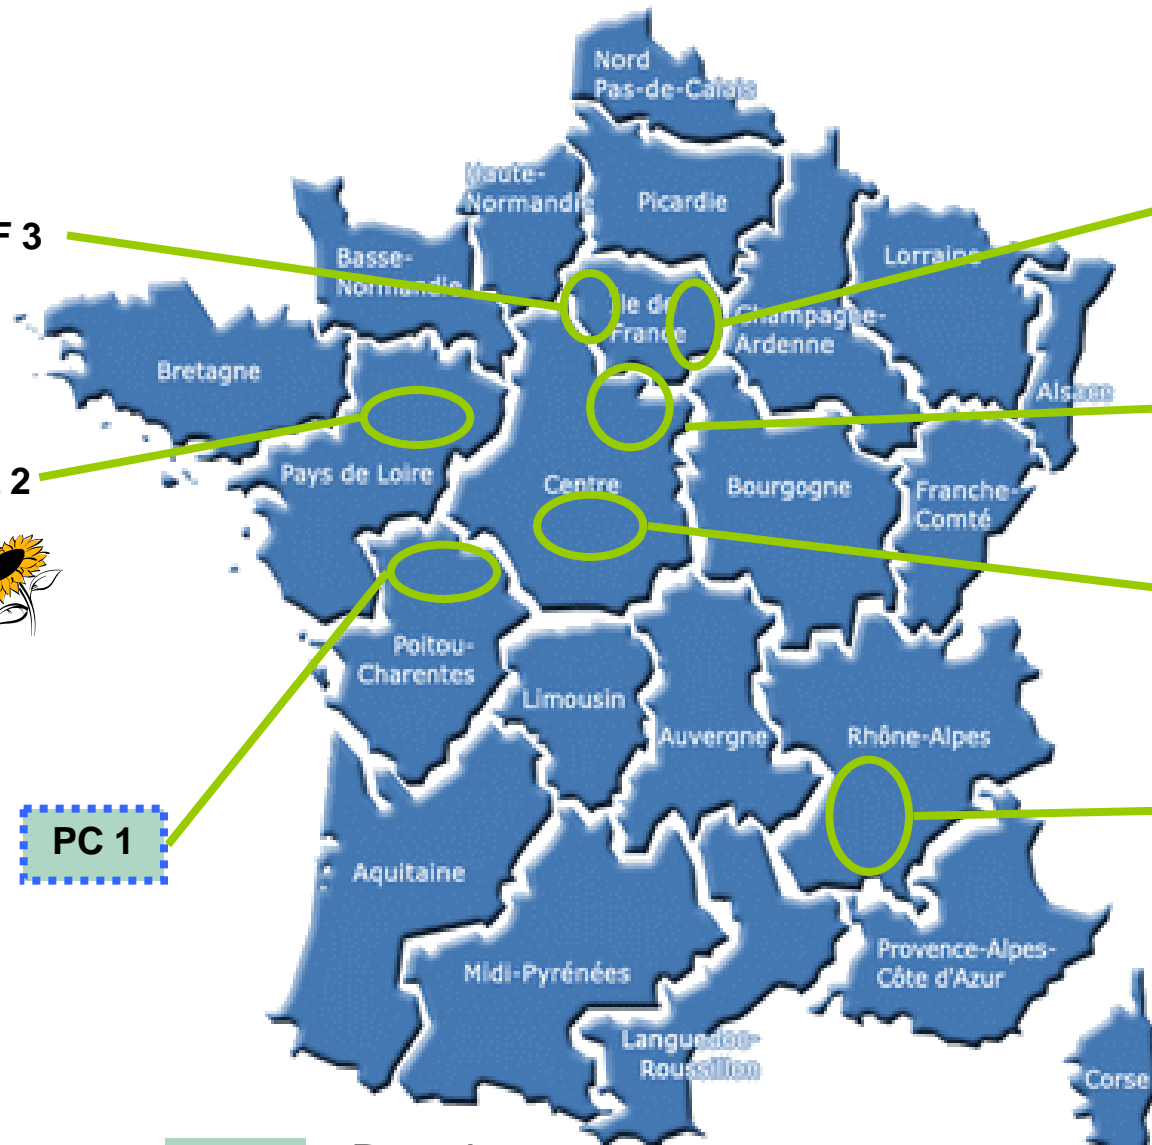 Nord
Pas-de-Calais
Haute-
Normandie
Picardie
F 3
Basse-
Normandie
Lorraine
Ile de
France
Champagne-
Ardenne
Bretagne
Alsace
Pays de Loire
2
Centre
Bourgogne
Franche-
Comté
Poitou-
Charentes
Limousin
Auvergne
Rhône-Alpes
PC 1
Aquitaine
Provence-Alpes-
Côte d'Azur
Midi-Pyrénées
Languedoc-
Roussillon
Corse